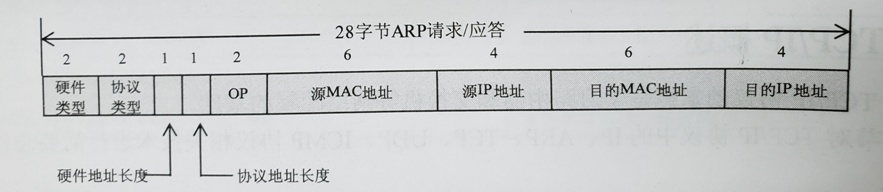 28字节ARP请求/应答
2 2 1 1 2 6 4 6 4
硬件类型 协议类型 OP 源MAC地址 源IP地址 目的MAC地址 目的IP地址
硬件地址长度 协议地址长度